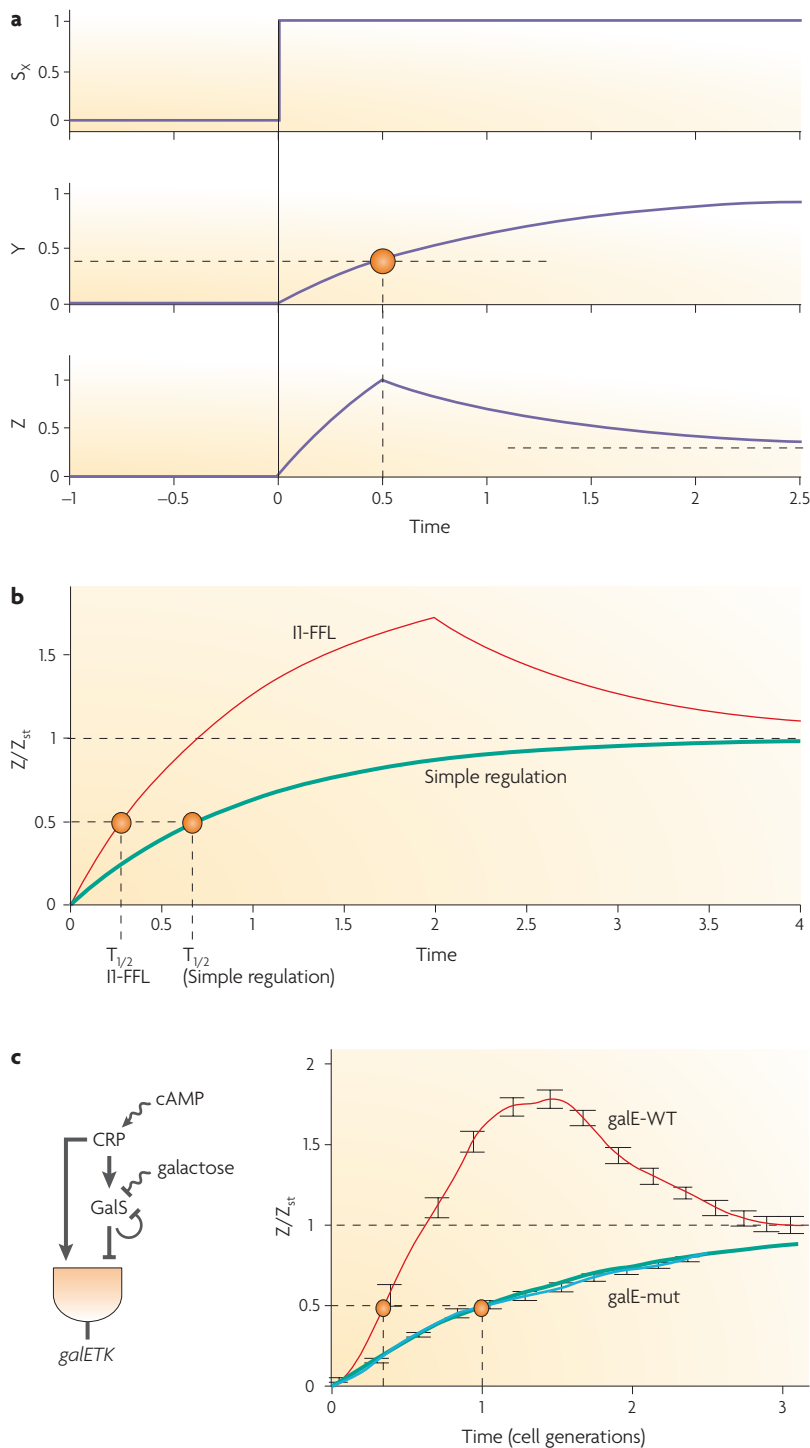 a
1
0.5
0
S_X
1
0.5
0
Y
1
0.5
0
Z
−1
−0.5
0
0.5
1
1.5
2
2.5
Time
b
1.5
1
0.5
0
Z/Z_st
I1-FFL
Simple regulation
0
0.5
1
1.5
2
2.5
3
3.5
4
Time
T_1/2
I1-FFL
T_1/2
(Simple regulation)
c
cAMP
CRP
galactose
GalS
galETK
2
1.5
1
0.5
0
Z/Z_st
galE-WT
galE-mut
0
1
2
3
Time (cell generations)